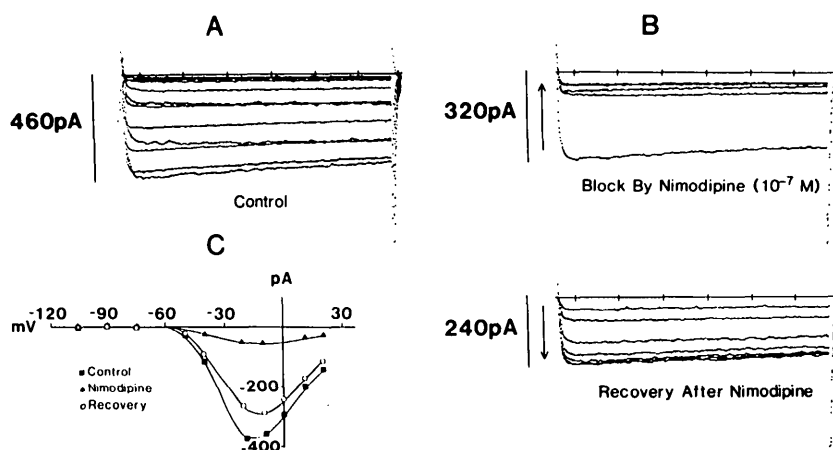 A
B
460pA
Control
320pA
Block By Nimodipine (10⁻⁷ M)
C
pA
-120 -90 -60 -30 30
mV
-200
-400
Control
Nimodipine
Recovery
240pA
Recovery After Nimodipine